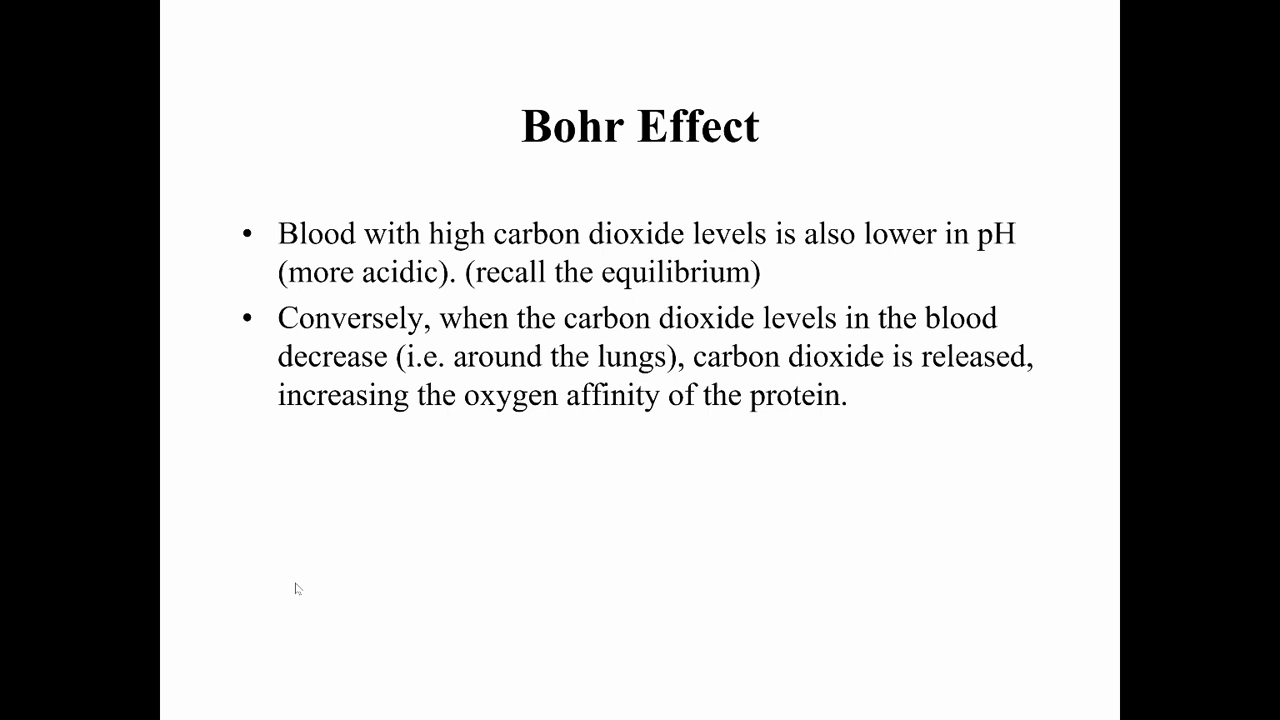 Bohr Effect
• Blood with high carbon dioxide levels is also lower in pH
(more acidic). (recall the equilibrium)
• Conversely, when the carbon dioxide levels in the blood
decrease (i.e. around the lungs), carbon dioxide is released,
increasing the oxygen affinity of the protein.